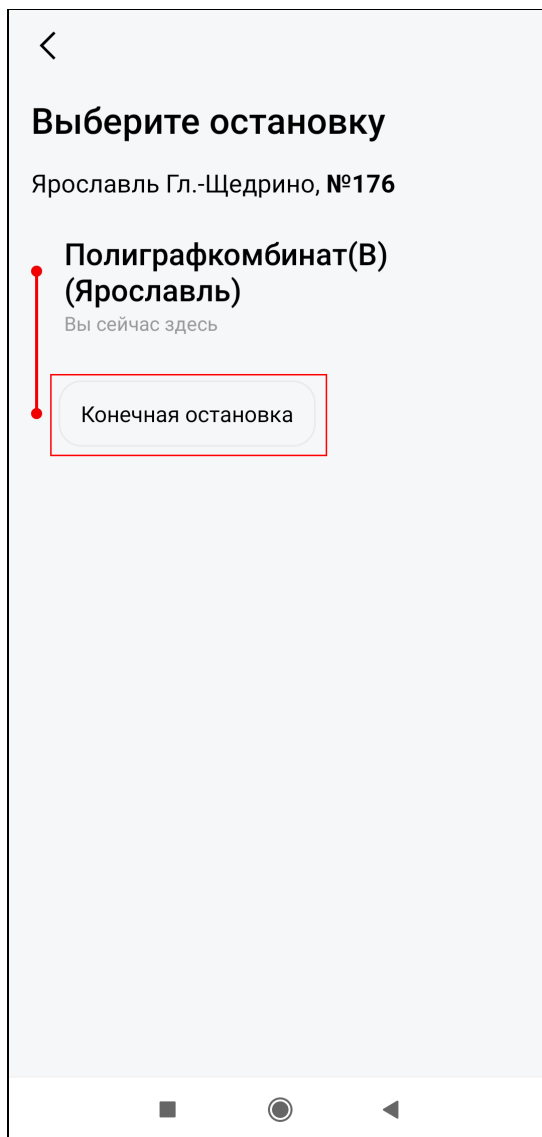 Выберите остановку
Ярославль Гл.-Щедрино, №176
Полиграфкомбинат(В)
(Ярославль)
Вы сейчас здесь
Конечная остановка